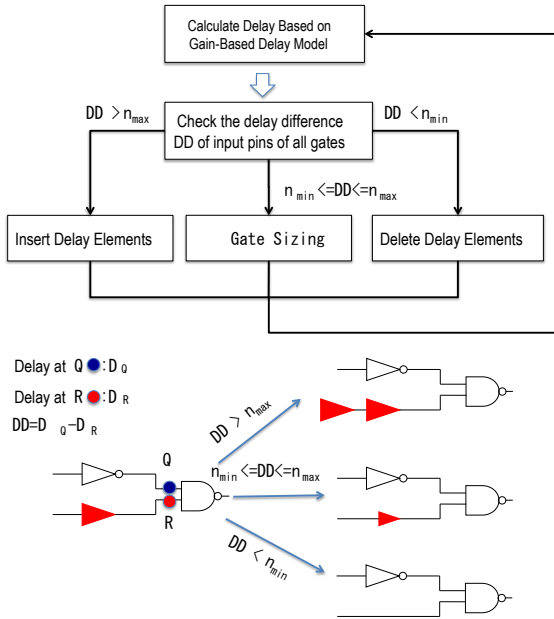 Calculate Delay Based on
Gain-Based Delay Model
DD > nmax
Check the delay difference
DD of input pins of all gates
DD < nmin
nmin <=DD<= nmax
Insert Delay Elements
Gate Sizing
Delete Delay Elements
Delay at Q :DQ
Delay at R :DR
DD=D Q-D R
Q
R
DD > nmax
nmin <=DD<= nmax
DD < nmin